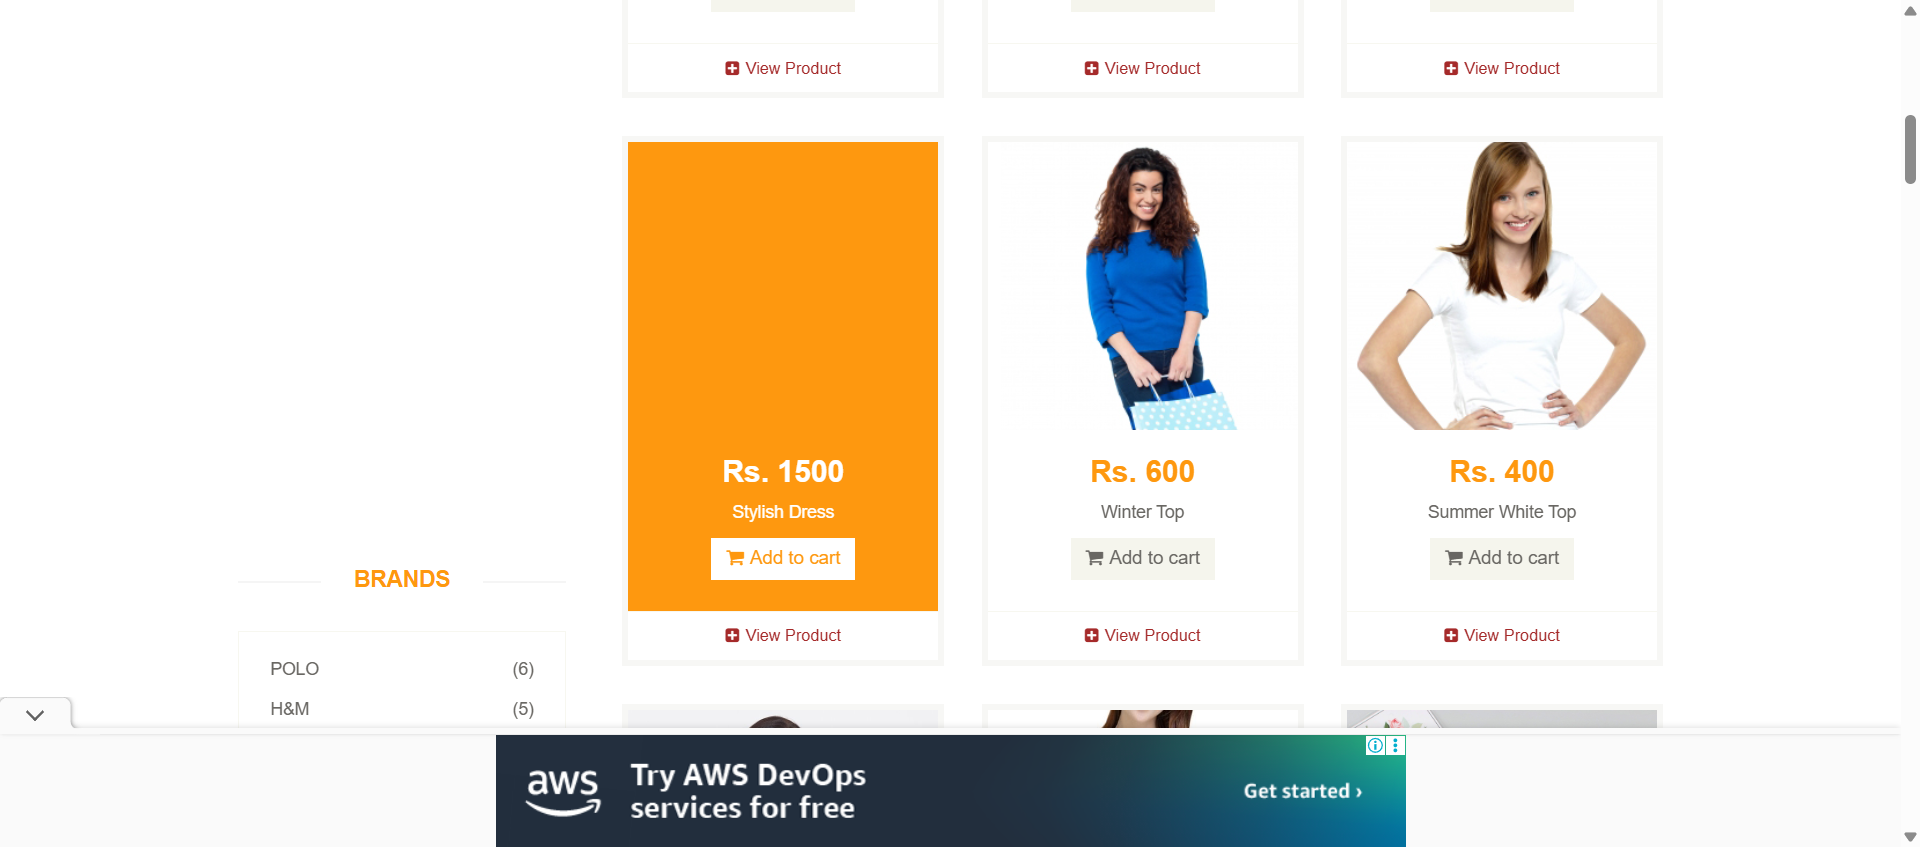 View Product
View Product
View Product
Rs. 1500
Stylish Dress
Add to cart
View Product
Rs. 600
Winter Top
Add to cart
View Product
Rs. 400
Summer White Top
Add to cart
View Product
BRANDS
POLO (6)
H&M (5)
aws
Try AWS DevOps
services for free
Get started ›